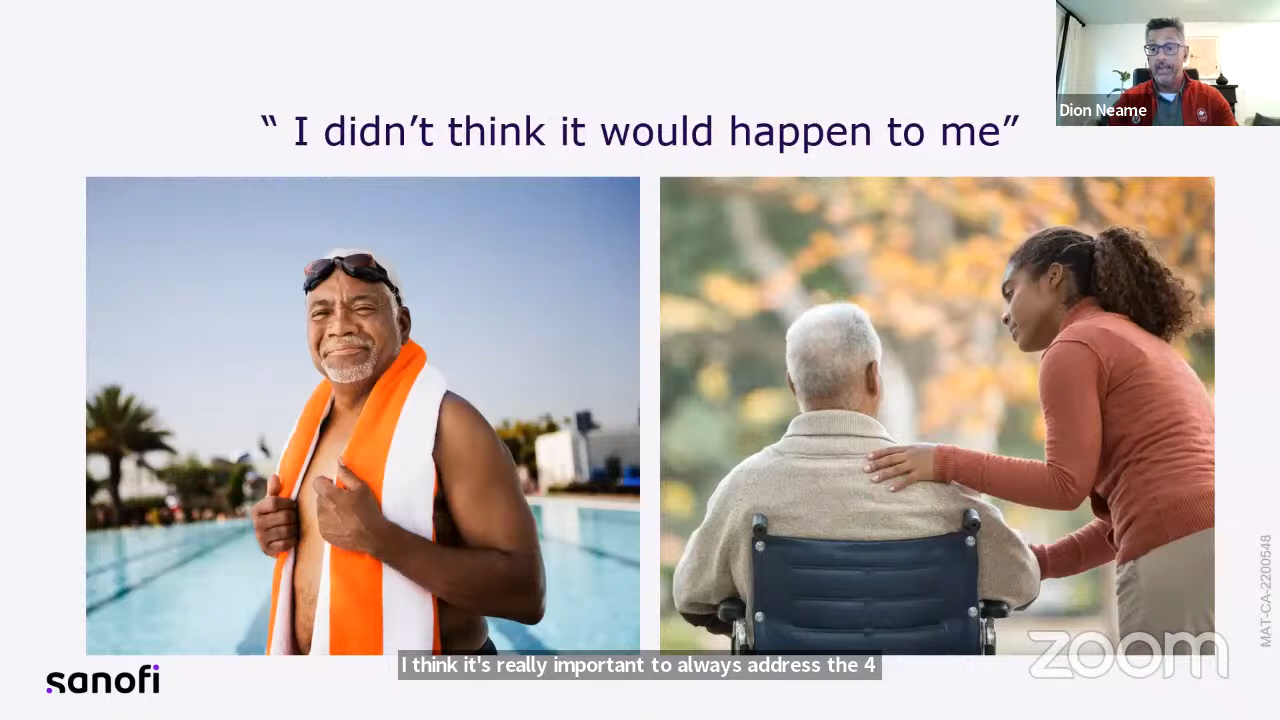 Dion Neame
“ I didn’t think it would happen to me”
MAT-CA-2200548
zoom
I think it's really important to always address the 4
sanofi